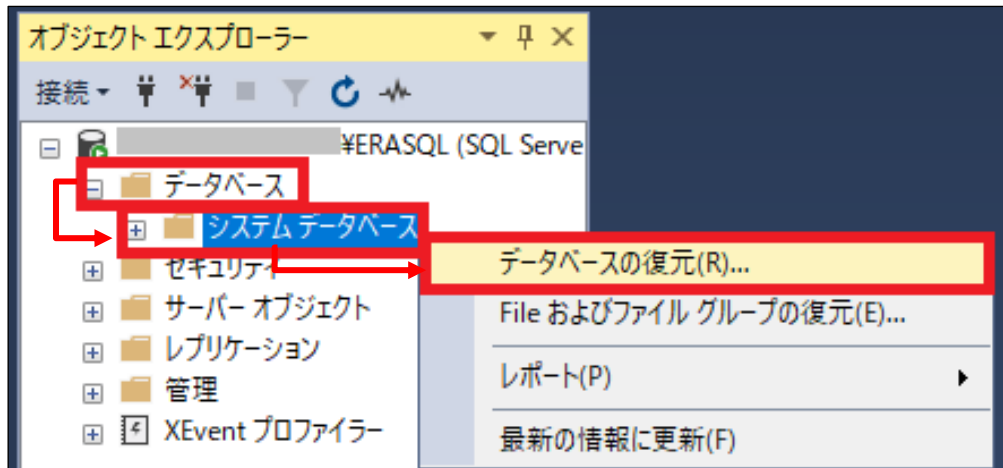 オブジェクト エクスプローラー
接続
¥ERASQL (SQL Serve
データベース
システム データベース
セキュリティ
サーバー オブジェクト
レプリケーション
管理
XEvent プロファイラー
データベースの復元(R)...
File およびファイル グループの復元(E)...
レポート(P)
最新の情報に更新(F)